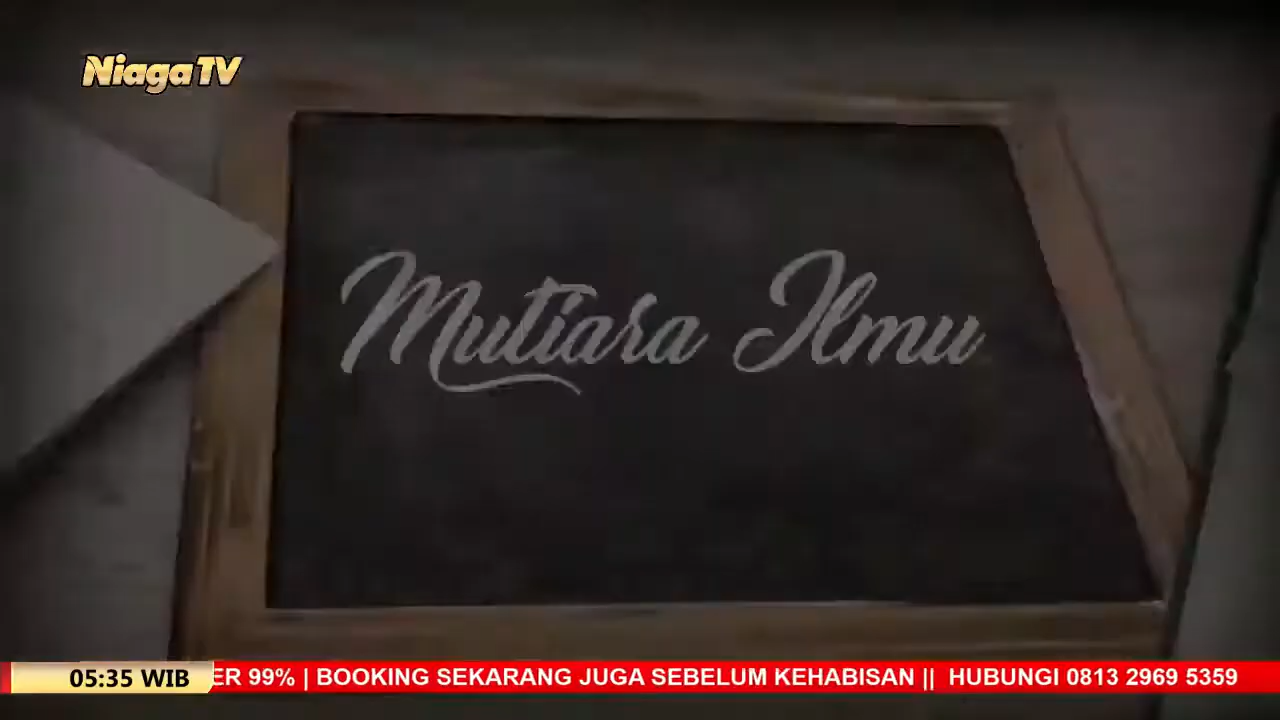 NiagaTV
Mutiara Ilmu
05:35 WIB
ER 99% | BOOKING SEKARANG JUGA SEBELUM KEHABISAN || HUBUNGI 0813 2969 5359